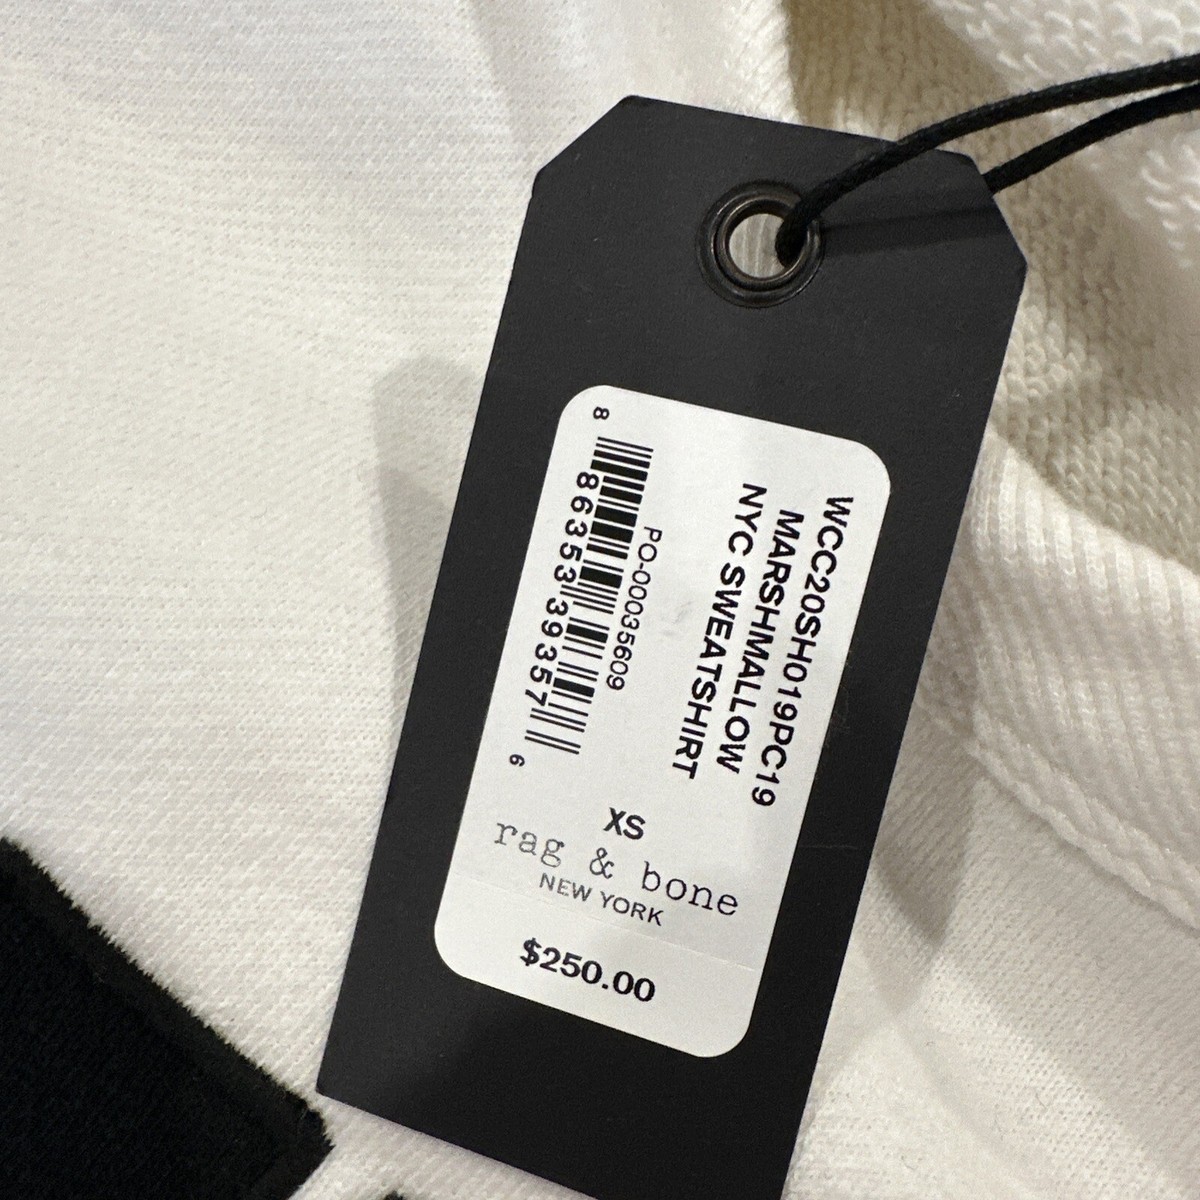 WCC20SH019PC19
MARSHMALLOW
NYC SWEATSHIRT
PO-00035609
8 86353 39357 6
XS
rag & bone
NEW YORK
$250.00